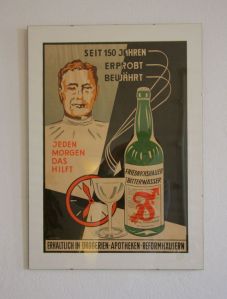 SEIT 150 JAHREN
ERPROBT
BEWÄHRT
JEDEN
MORGEN
DAS
HILFT
FRIEDRICHSHALLER
BITTERWASSER
ERHÄLTLICH IN DROGERIEN-APOTHEKEN-REFORMHÄUSERN